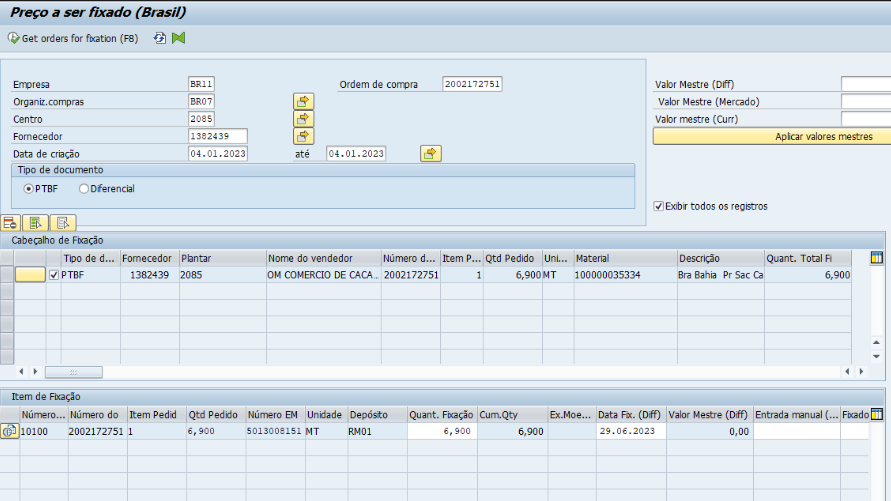 Preço a ser fixado (Brasil)
Get orders for fixation (F8)
Empresa BR11 Ordem de compra 2002172751
Organiz.compras BR07
Centro 2085
Fornecedor 1382439
Data de criação 04.01.2023 até 04.01.2023
Tipo de documento
PTBF Diferencial
Valor Mestre (Diff)
Valor Mestre (Mercado)
Valor mestre (Curr)
Aplicar valores mestres
Exibir todos os registros
Cabeçalho de Fixação
Tipo de d... Fornecedor Plantar Nome do vendedor Número d... Item P... Qtd Pedido Uni... Material Descrição Quant. Total Fi
PTBF 1382439 2085 OM COMERCIO DE CACA... 2002172751 1 6,900 MT 100000035334 Bra Bahia Pr Sac Ca 6,900
Item de Fixação
Número... Número do Item Pedid Qtd Pedido Número EM Unidade Depósito Quant. Fixação Cum.Qty Ex.Moe... Data Fix. (Diff) Valor Mestre (Diff) Entrada manual (... Fixado
10100 2002172751 1 6,900 5013008151 MT RM01 6,900 6,900 29.06.2023 0,00